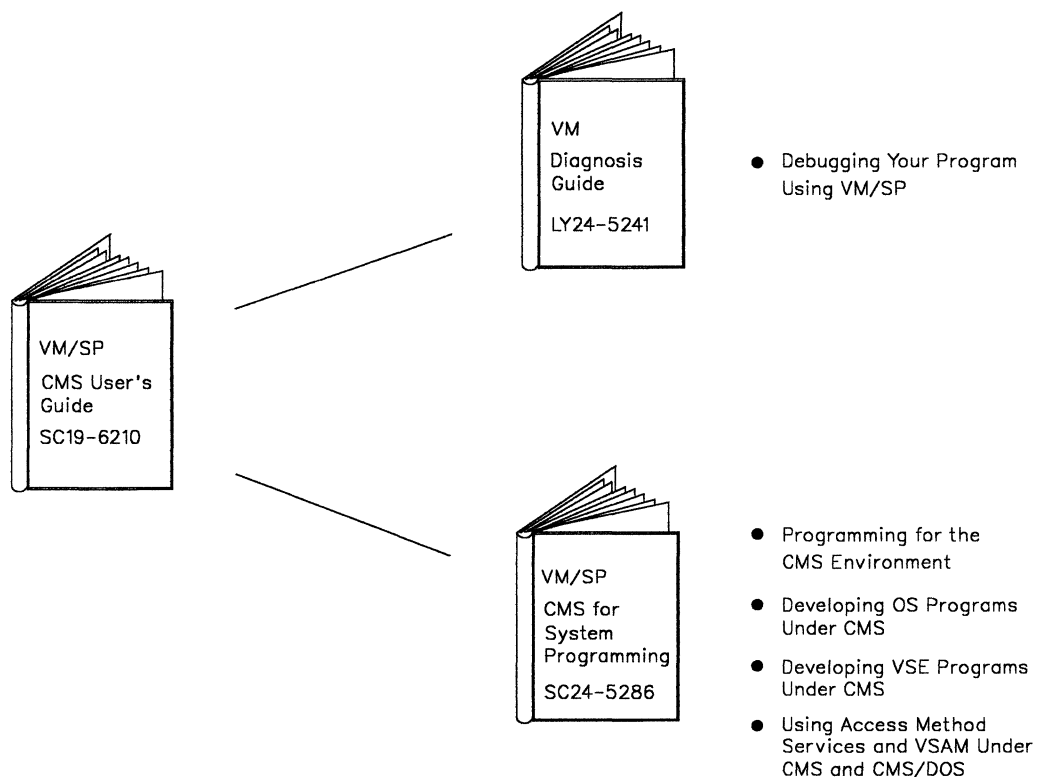 VM
Diagnosis
Guide
LY24-5241
● Debugging Your Program
Using VM/SP
VM/SP
CMS User's
Guide
SC19-6210
VM/SP
CMS for
System
Programming
SC24-5286
● Programming for the
CMS Environment
● Developing OS Programs
Under CMS
● Developing VSE Programs
Under CMS
● Using Access Method
Services and VSAM Under
CMS and CMS/DOS